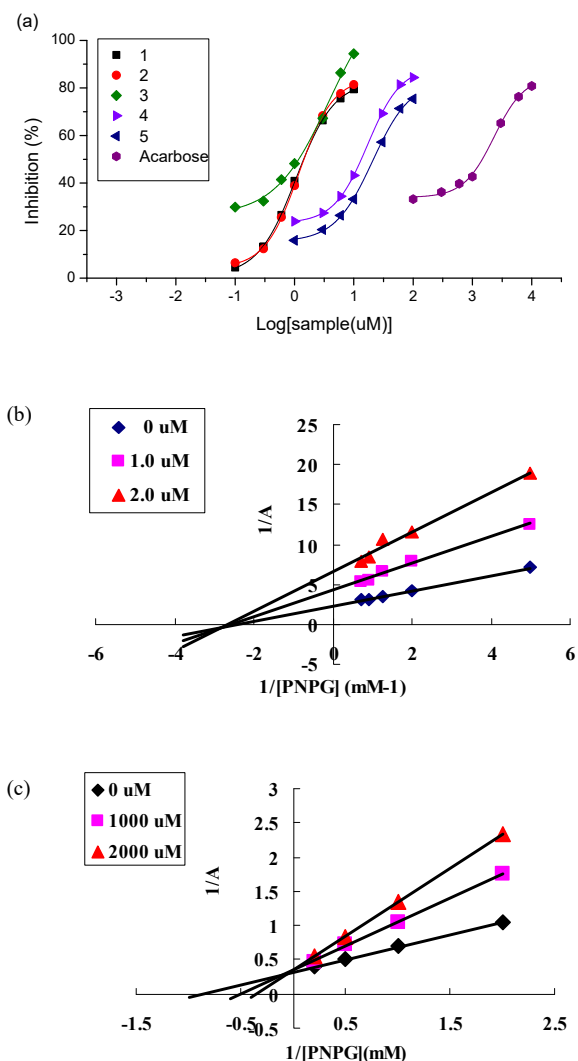 (a)
100
80
60
40
20
0
Inhibition (%)
1
2
3
4
5
Acarbose
-3 -2 -1 0 1 2 3 4
Log[sample(uM)]
(b)
0 uM
1.0 uM
2.0 uM
25
20
15
10
5
0
-5
1/A
-6 -4 -2 0 2 4 6
1/[PNPG] (mM-1)
(c)
0 uM
1000 uM
2000 uM
3
2.5
2
1.5
1
0.5
0
-0.5
1/A
-1.5 -1 -0.5 0.5 1.5 2.5
1/[PNPG](mM)